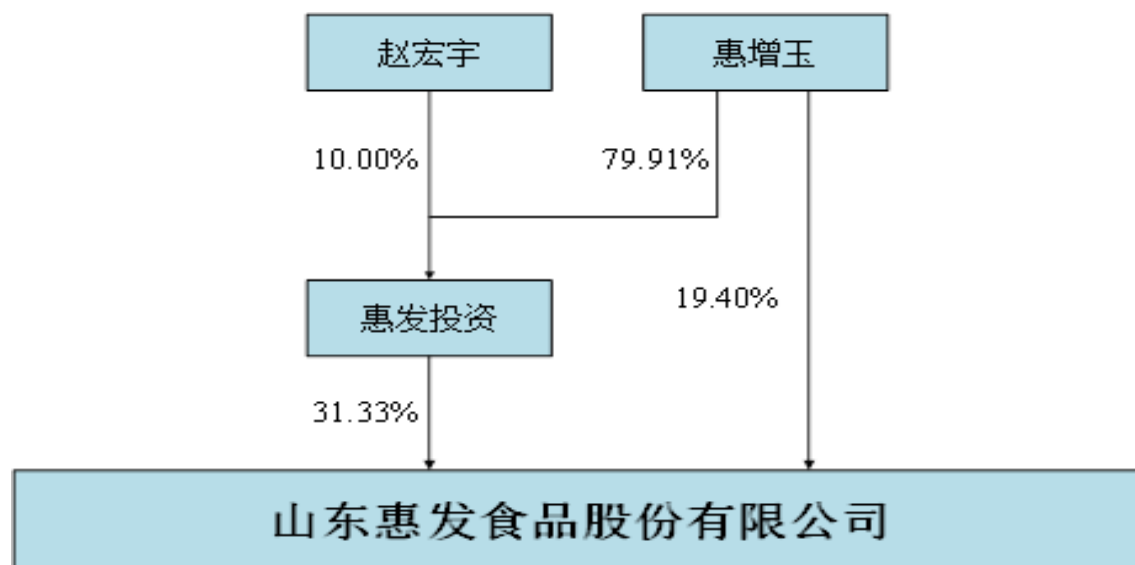 赵宏宇
惠增玉
10.00%
79.91%
惠发投资
19.40%
31.33%
山东惠发食品股份有限公司